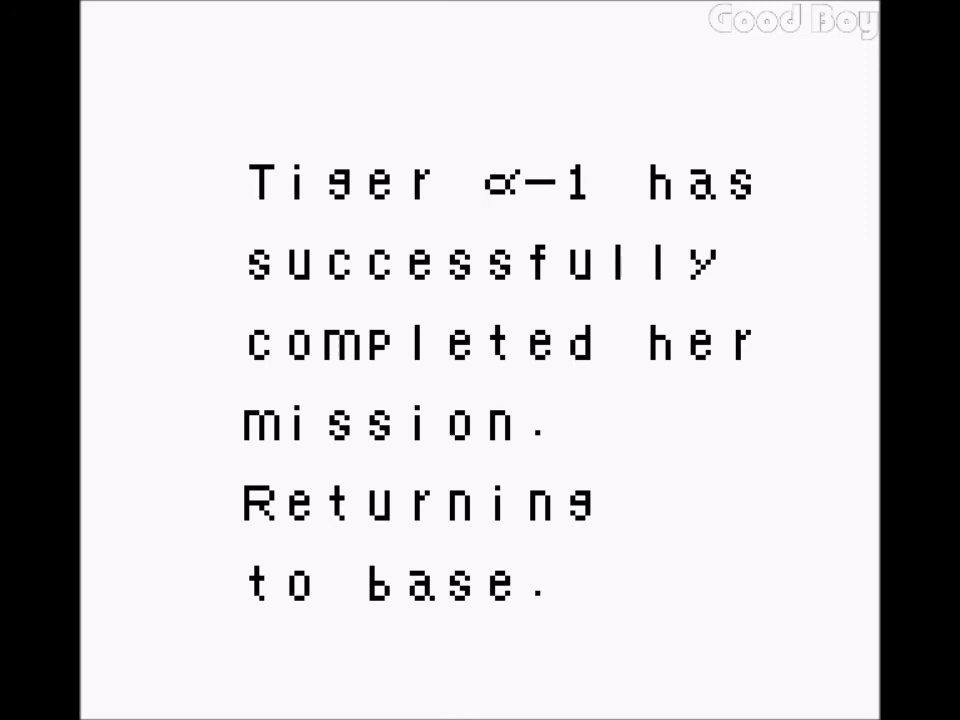 Good Boy
Tiger α-1 has
successfully
completed her
mission.
Returning
to base.